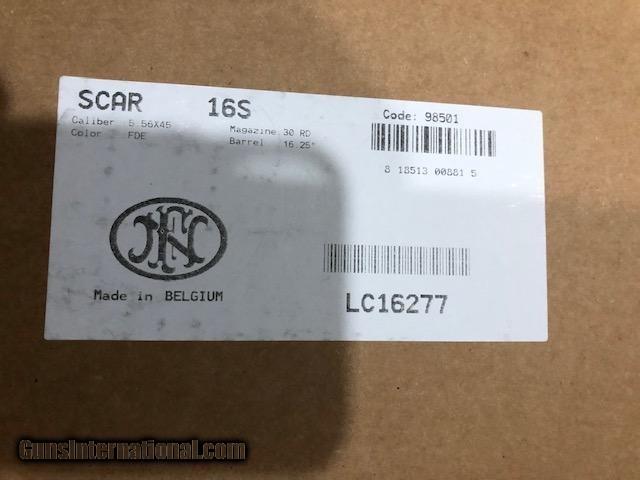 SCAR 16S
Code: 98501
Caliber 5.56X45 Magazine 30 RD
Color FDE Barrel 16.25"
8 18513 00881 5
FN
Made in BELGIUM
LC16277
GunsInternational.com